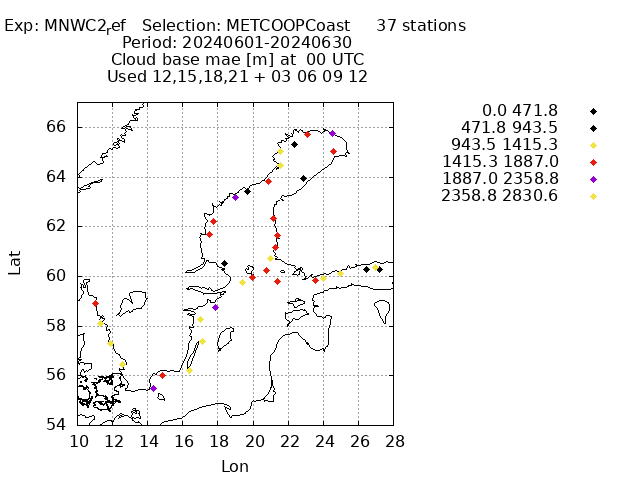 Exp: MNWC2ref Selection: METCOOPCoast 37 stations
Period: 20240601-20240630
Cloud base mae [m] at 00 UTC
Used 12,15,18,21 + 03 06 09 12
0.0 471.8
471.8 943.5
943.5 1415.3
1415.3 1887.0
1887.0 2358.8
2358.8 2830.6
66
64
62
60
58
56
54
Lat
10 12 14 16 18 20 22 24 26 28
Lon